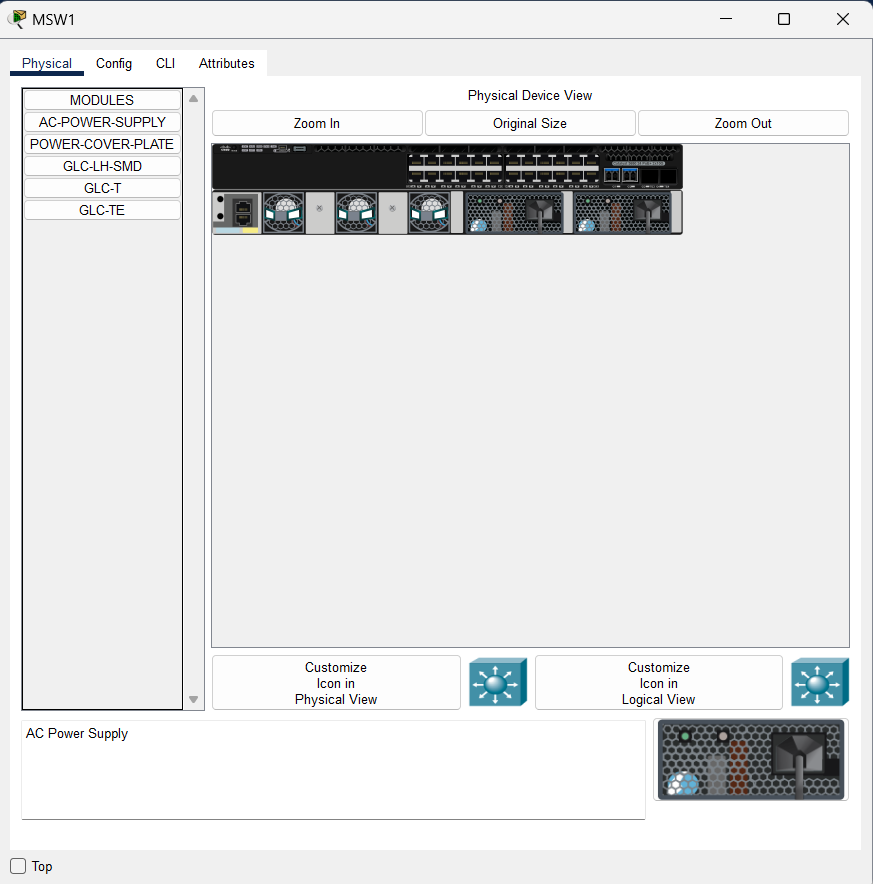 MSW1
Physical Config CLI Attributes
MODULES
AC-POWER-SUPPLY
POWER-COVER-PLATE
GLC-LH-SMD
GLC-T
GLC-TE
Physical Device View
Zoom In Original Size Zoom Out
Customize
Icon in
Physical View
Customize
Icon in
Logical View
AC Power Supply
Top